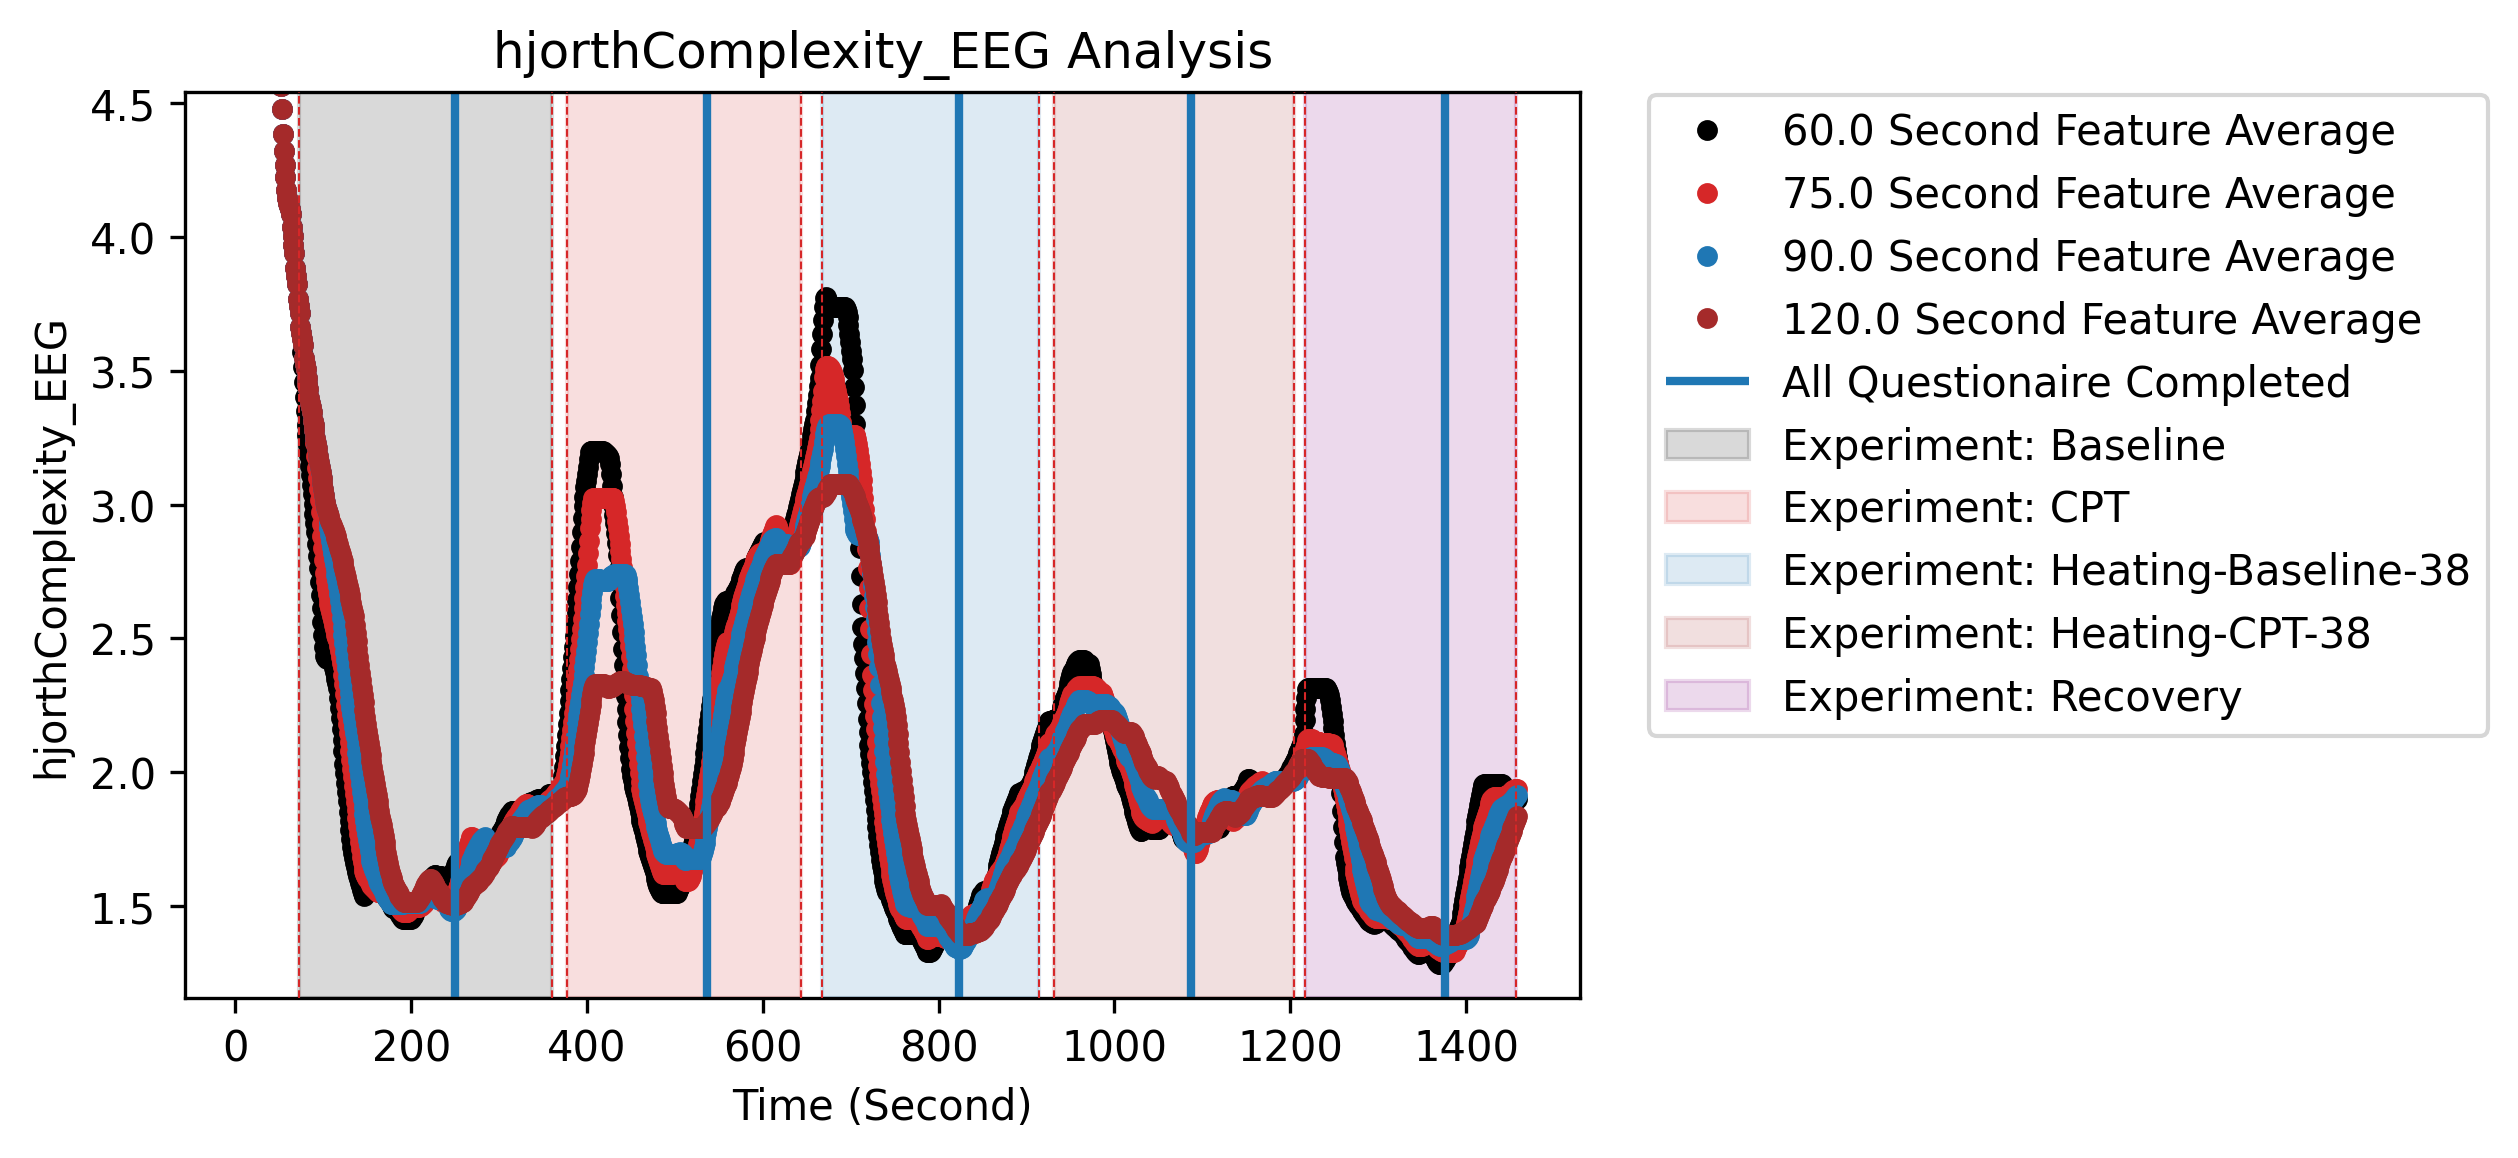 hjorthComplexity_EEG Analysis
hjorthComplexity_EEG
4.5
4.0
3.5
3.0
2.5
2.0
1.5
0
200
400
600
800
1000
1200
1400
Time (Second)
60.0 Second Feature Average
75.0 Second Feature Average
90.0 Second Feature Average
120.0 Second Feature Average
All Questionaire Completed
Experiment: Baseline
Experiment: CPT
Experiment: Heating-Baseline-38
Experiment: Heating-CPT-38
Experiment: Recovery